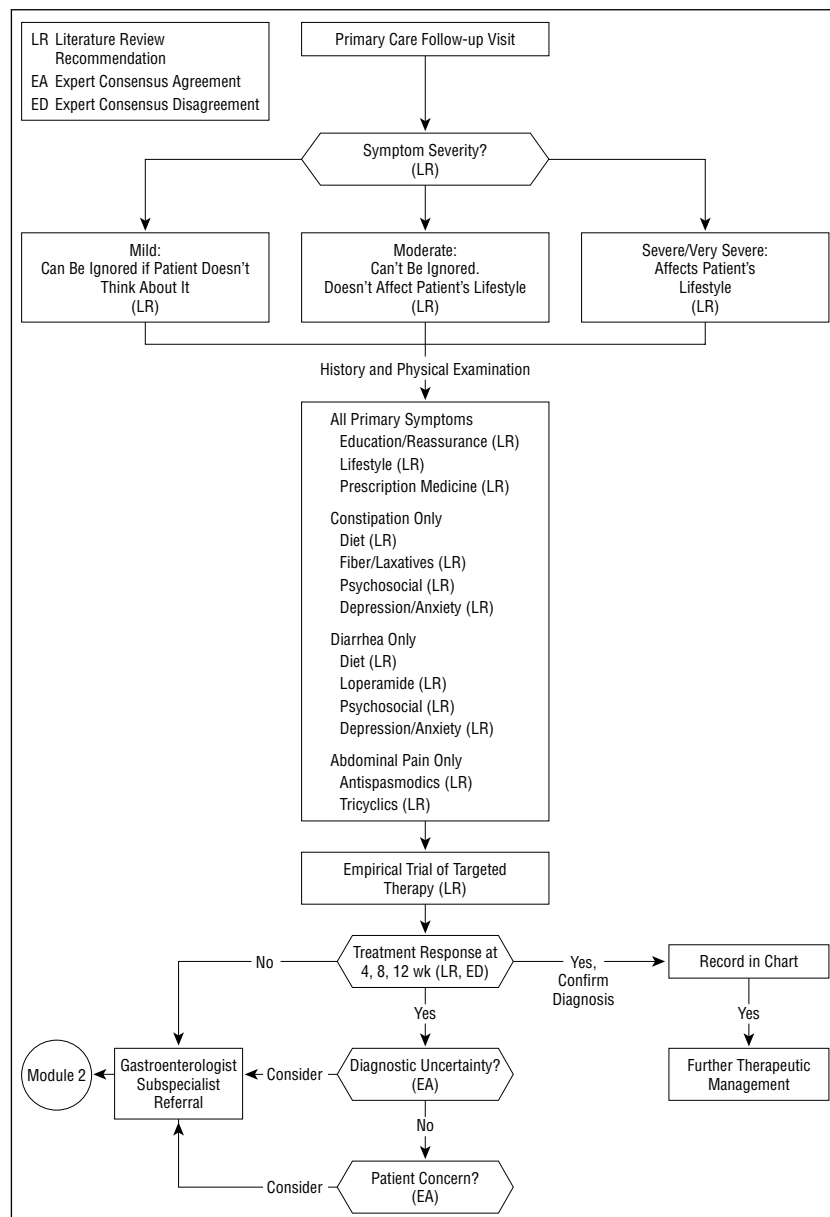 LR Literature Review
Recommendation
EA Expert Consensus Agreement
ED Expert Consensus Disagreement
Primary Care Follow-up Visit
Symptom Severity?
(LR)
Mild:
Can Be Ignored if Patient Doesn't
Think About It
(LR)
Moderate:
Can't Be Ignored.
Doesn't Affect Patient's Lifestyle
(LR)
Severe/Very Severe:
Affects Patient's
Lifestyle
(LR)
History and Physical Examination
All Primary Symptoms
Education/Reassurance (LR)
Lifestyle (LR)
Prescription Medicine (LR)
Constipation Only
Diet (LR)
Fiber/Laxatives (LR)
Psychosocial (LR)
Depression/Anxiety (LR)
Diarrhea Only
Diet (LR)
Loperamide (LR)
Psychosocial (LR)
Depression/Anxiety (LR)
Abdominal Pain Only
Antispasmodics (LR)
Tricyclics (LR)
Empirical Trial of Targeted
Therapy (LR)
Treatment Response at
4, 8, 12 wk (LR, ED)
No
Yes,
Confirm
Diagnosis
Record in Chart
Yes
Yes
Module 2
Gastroenterologist
Subspecialist
Referral
Consider
Diagnostic Uncertainty?
(EA)
Further Therapeutic
Management
No
Consider
Patient Concern?
(EA)